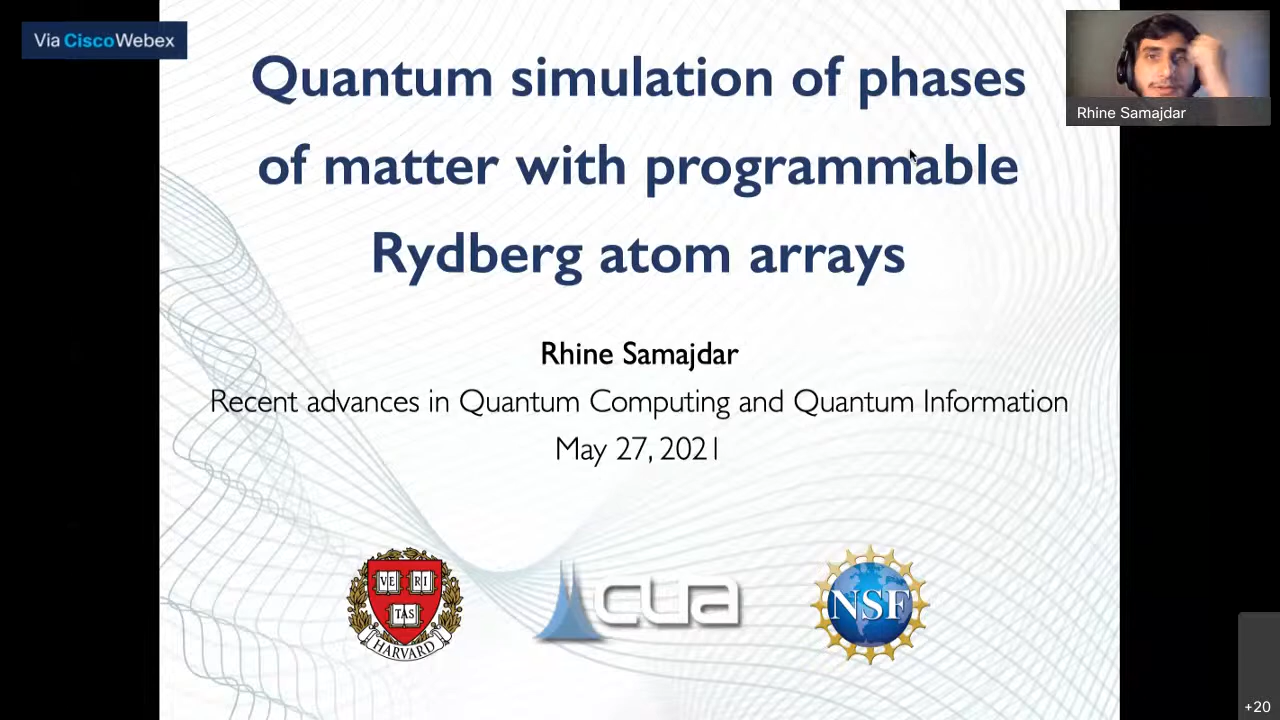 Via CiscoWebex
Quantum simulation of phases
of matter with programmable
Rydberg atom arrays
Rhine Samajdar
Rhine Samajdar
Recent advances in Quantum Computing and Quantum Information
May 27, 2021
VE RI
TAS
HARVARD
cua
NSF
+20